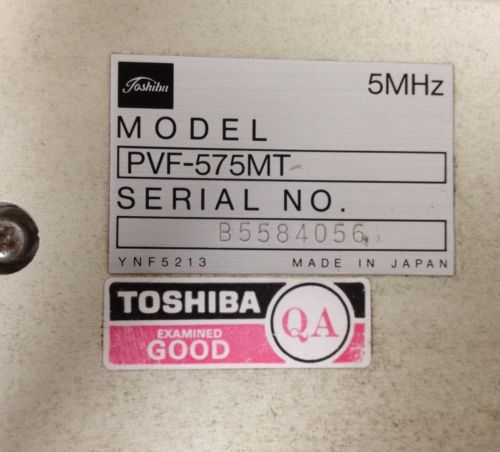 Toshiba 5MHz
MODEL
PVF-575MT
SERIAL NO.
B5584056
YNF5213 MADE IN JAPAN
TOSHIBA
EXAMINED
GOOD
QA